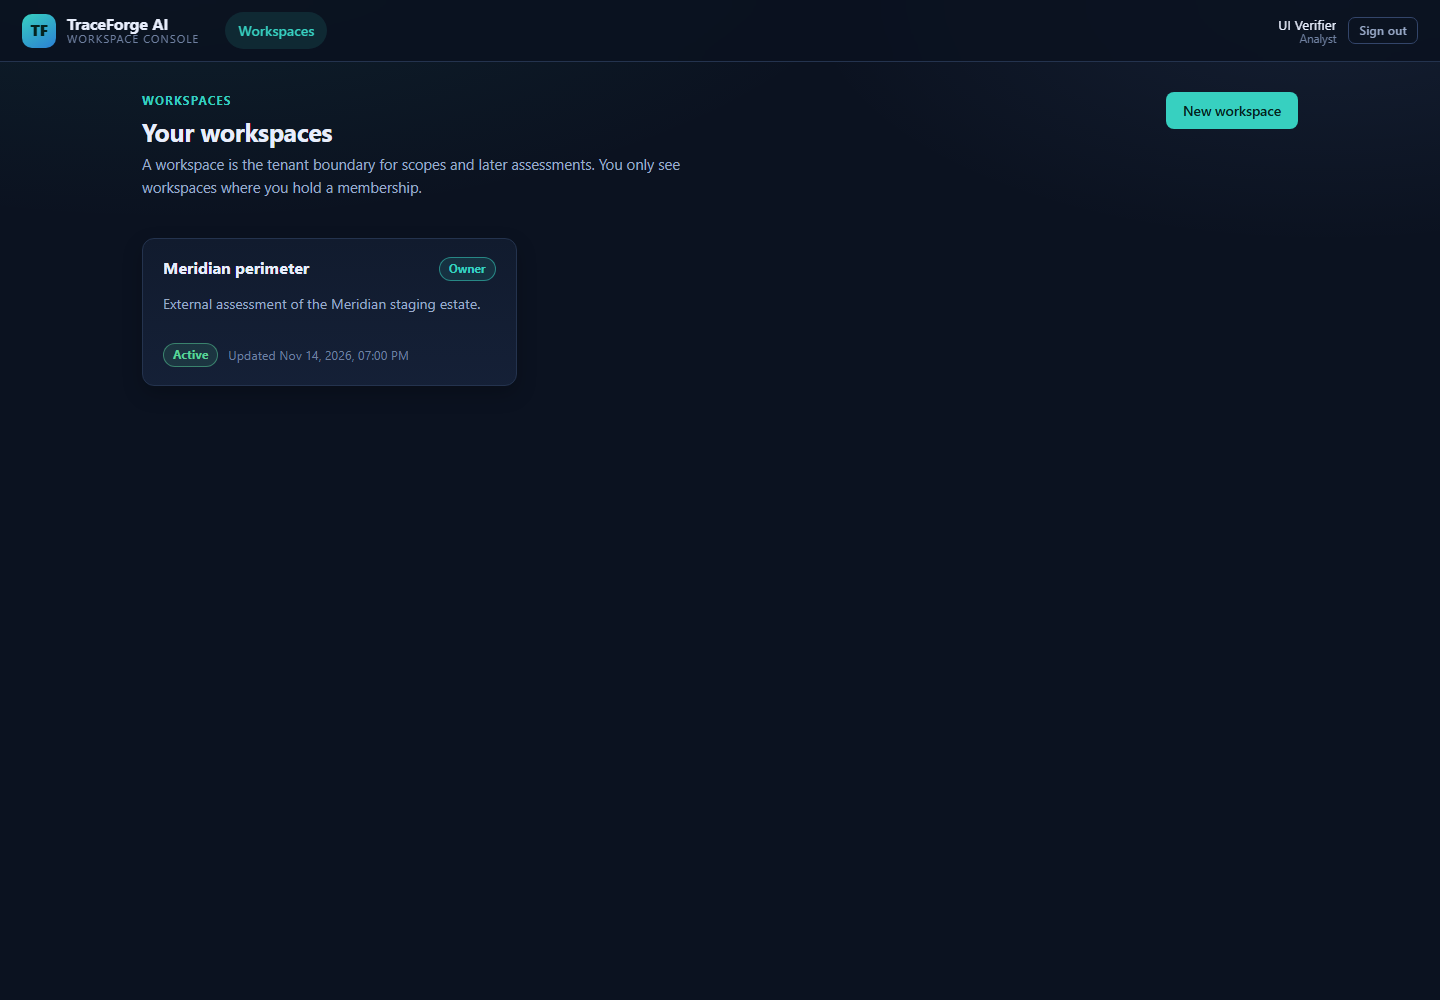 TF
TraceForge AI
WORKSPACE CONSOLE
Workspaces
UI Verifier
Analyst
Sign out
WORKSPACES
Your workspaces
A workspace is the tenant boundary for scopes and later assessments. You only see
workspaces where you hold a membership.
New workspace
Meridian perimeter
Owner
External assessment of the Meridian staging estate.
Active
Updated Nov 14, 2026, 07:00 PM